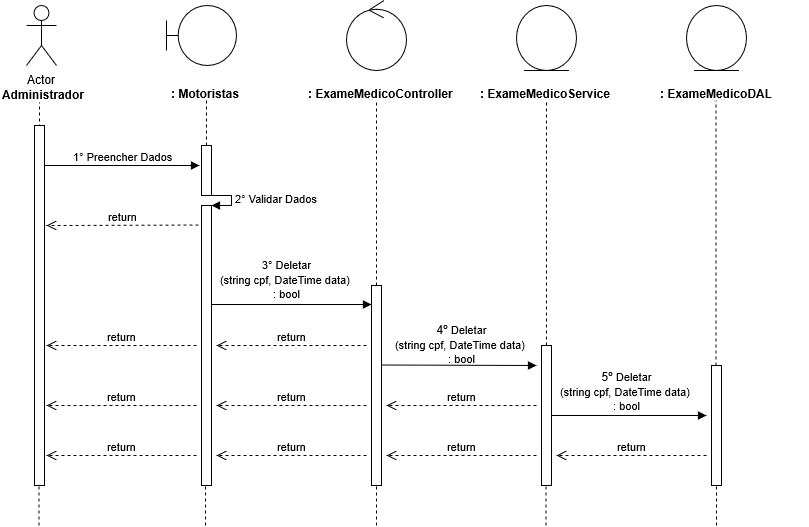 Actor
Administrador
: Motoristas
: ExameMedicoController
: ExameMedicoService
: ExameMedicoDAL
1° Preencher Dados
2° Validar Dados
return
3° Deletar
(string cpf, DateTime data)
: bool
return
return
4º Deletar
(string cpf, DateTime data)
: bool
5º Deletar
(string cpf, DateTime data)
: bool
return
return
return
return
return
return
return